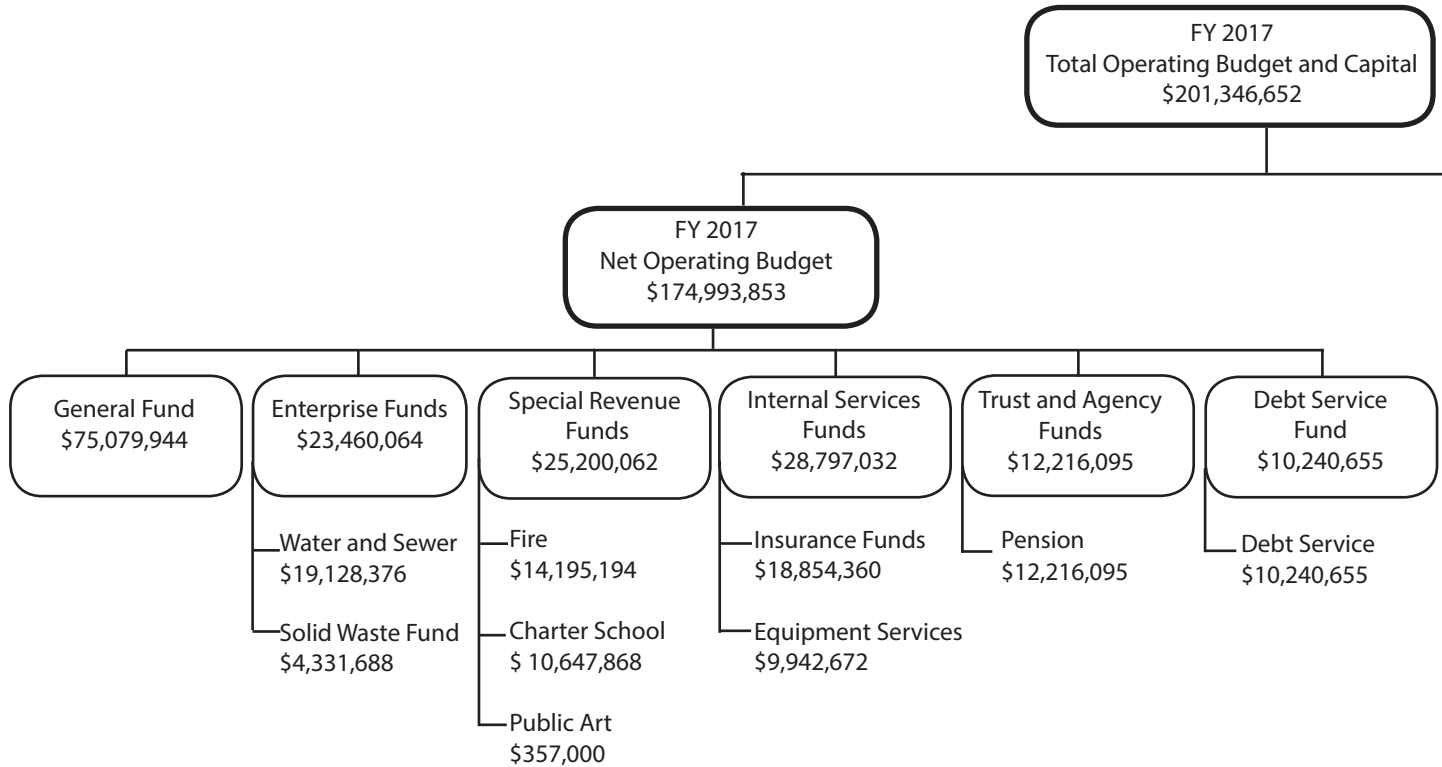 FY 2017
Total Operating Budget and Capital
$201,346,652
FY 2017
Net Operating Budget
$174,993,853
General Fund
$75,079,944
Enterprise Funds
$23,460,064
Special Revenue
Funds
$25,200,062
Internal Services
Funds
$28,797,032
Trust and Agency
Funds
$12,216,095
Debt Service
Fund
$10,240,655
Water and Sewer
$19,128,376
Solid Waste Fund
$4,331,688
Fire
$14,195,194
Charter School
$ 10,647,868
Public Art
$357,000
Insurance Funds
$18,854,360
Equipment Services
$9,942,672
Pension
$12,216,095
Debt Service
$10,240,655